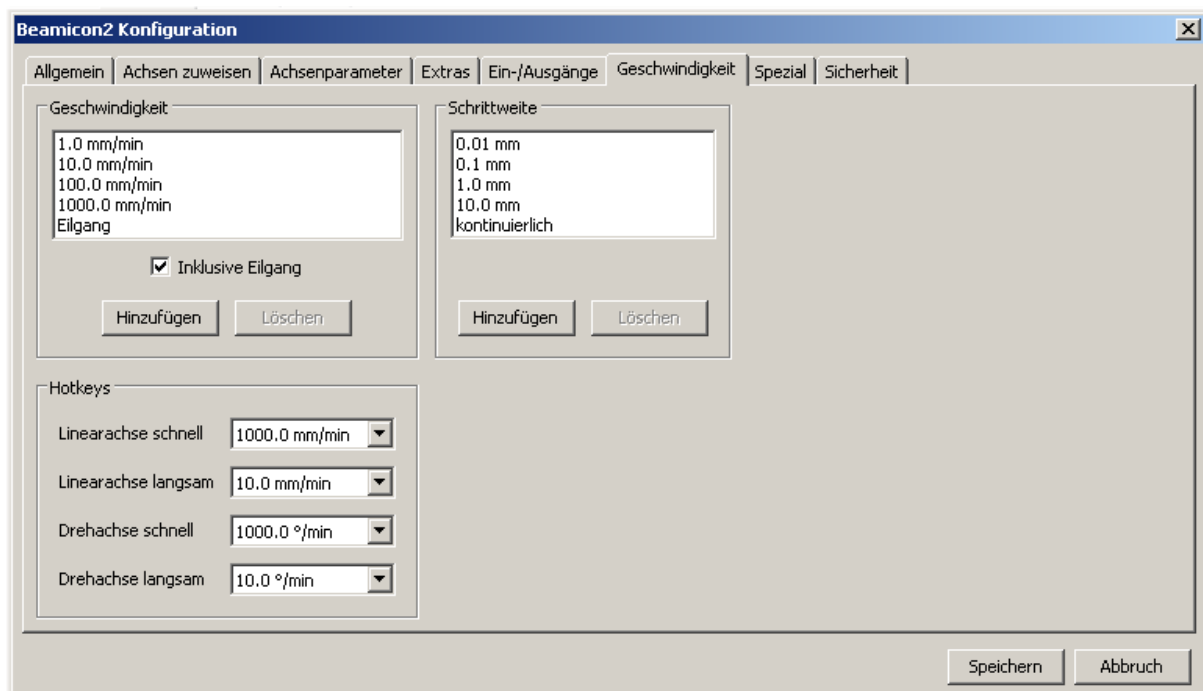 Beamicon2 Konfiguration
Allgemein Achsen zuweisen Achsenparameter Extras Ein-/Ausgänge Geschwindigkeit Spezial Sicherheit
Geschwindigkeit
1.0 mm/min
10.0 mm/min
100.0 mm/min
1000.0 mm/min
Eilgang
Inklusive Eilgang
Hinzufügen Löschen
Schrittweite
0.01 mm
0.1 mm
1.0 mm
10.0 mm
kontinuierlich
Hinzufügen Löschen
Hotkeys
Linearachse schnell 1000.0 mm/min
Linearachse langsam 10.0 mm/min
Drehachse schnell 1000.0 °/min
Drehachse langsam 10.0 °/min
Speichern Abbruch